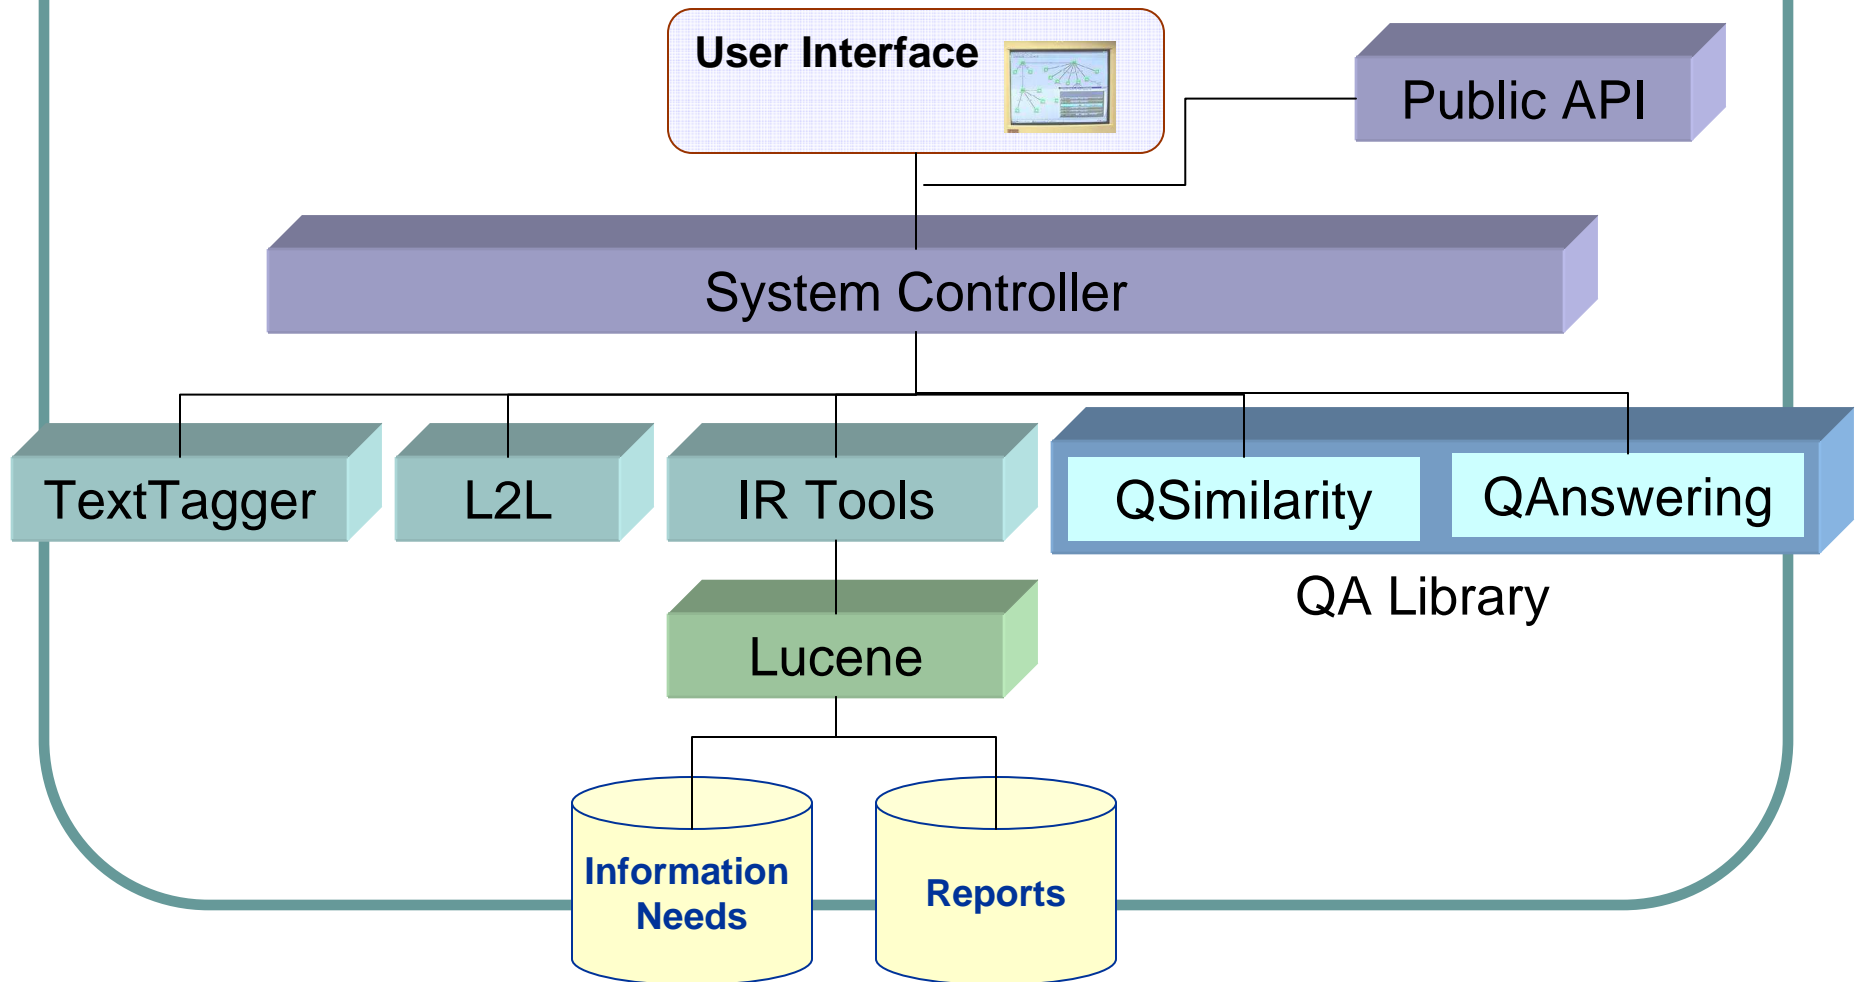 User Interface
Public API
System Controller
TextTagger
L2L
IR Tools
QSimilarity
QAnswering
QA Library
Lucene
Information
Needs
Reports